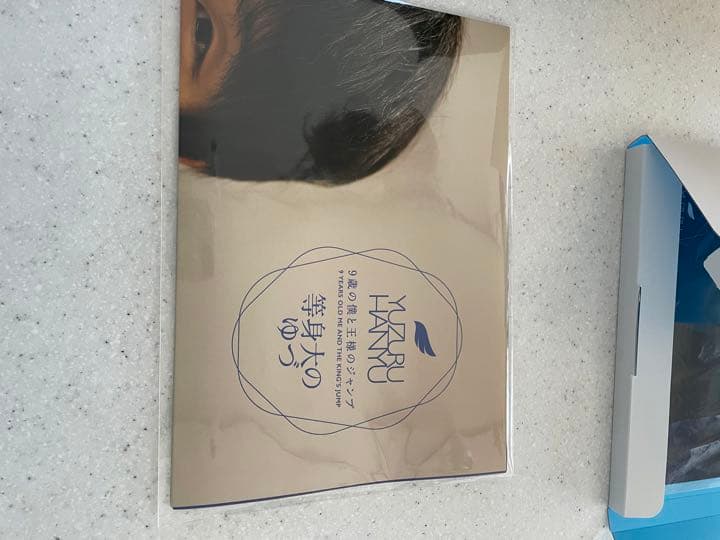 YUZURU
HANYU
9歳の僕と王様のジャンプ
9 YEARS OLD ME AND THE KING'S JUMP
等身大の
ゆづ